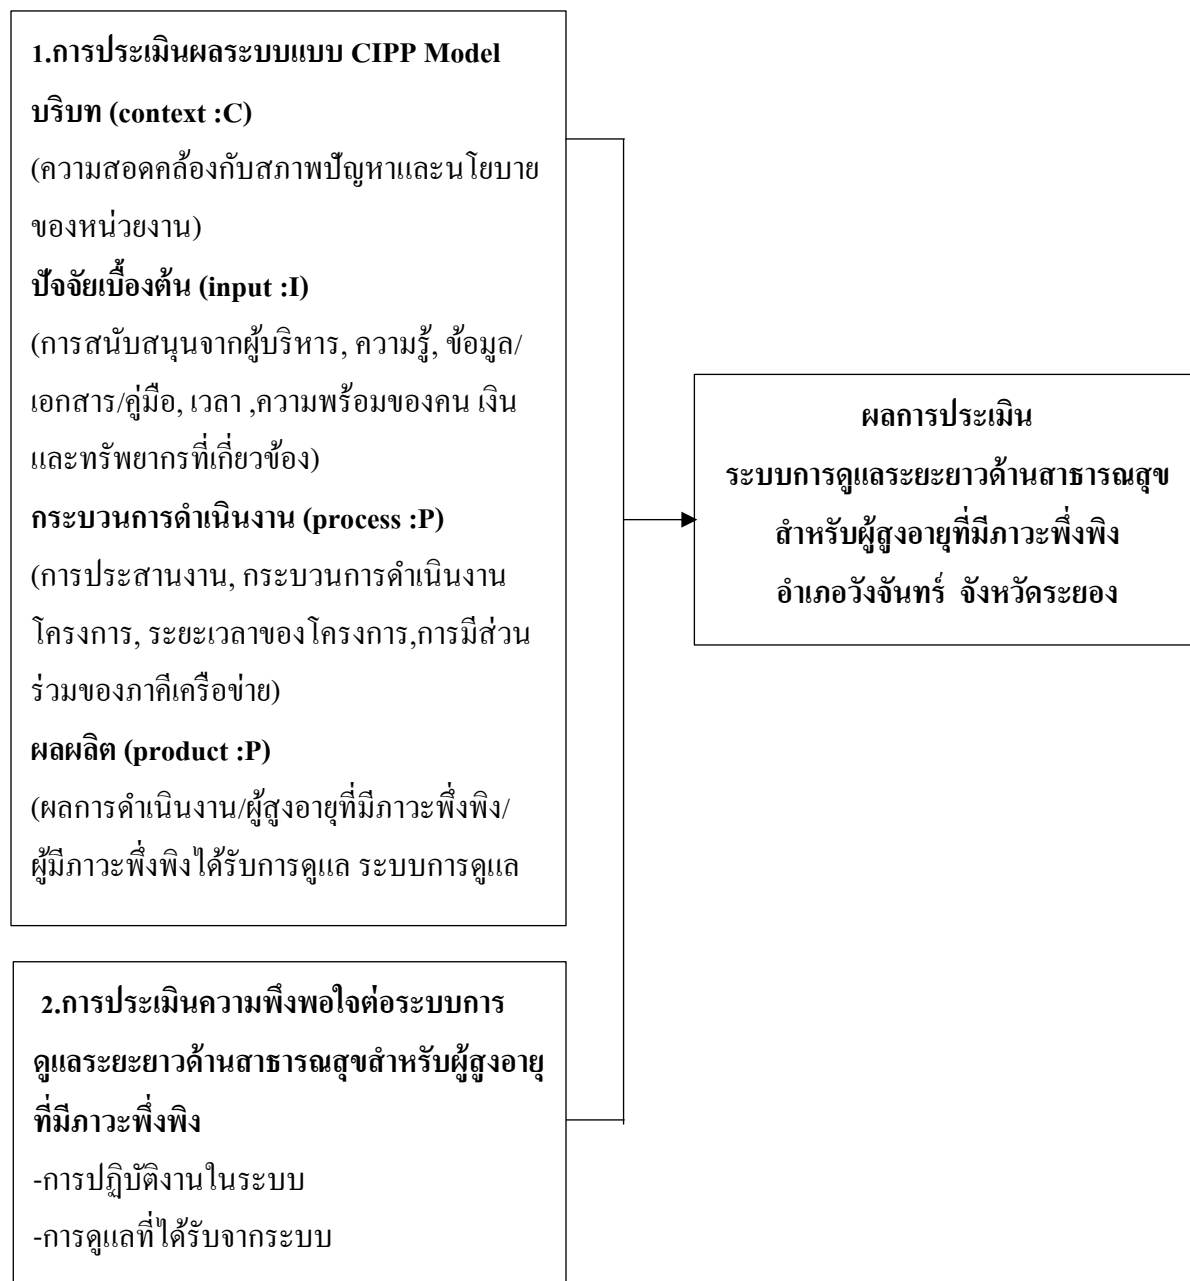 1.การประเมินผลระบบแบบ CIPP Model
บริบท (context :C)
(ความสอดคล้องกับสภาพปัญหาและนโยบาย
ของหน่วยงาน)
ปัจจัยเบื้องต้น (input :I)
(การสนับสนุนจากผู้บริหาร, ความรู้, ข้อมูล/
เอกสาร/คู่มือ, เวลา ,ความพร้อมของคน เงิน
และทรัพยากรที่เกี่ยวข้อง)
กระบวนการดำเนินงาน (process :P)
(การประสานงาน, กระบวนการดำเนินงาน
โครงการ, ระยะเวลาของโครงการ,การมีส่วน
ร่วมของภาคีเครือข่าย)
ผลผลิต (product :P)
(ผลการดำเนินงาน/ผู้สูงอายุที่มีภาวะพึ่งพิง/
ผู้มีภาวะพึ่งพิงได้รับการดูแล ระบบการดูแล
2.การประเมินความพึงพอใจต่อระบบการ
ดูแลระยะยาวด้านสาธารณสุขสำหรับผู้สูงอายุ
ที่มีภาวะพึ่งพิง
-การปฏิบัติงานในระบบ
-การดูแลที่ได้รับจากระบบ
ผลการประเมิน
ระบบการดูแลระยะยาวด้านสาธารณสุข
สำหรับผู้สูงอายุที่มีภาวะพึ่งพิง
อำเภอวังจันทร์ จังหวัดระยอง